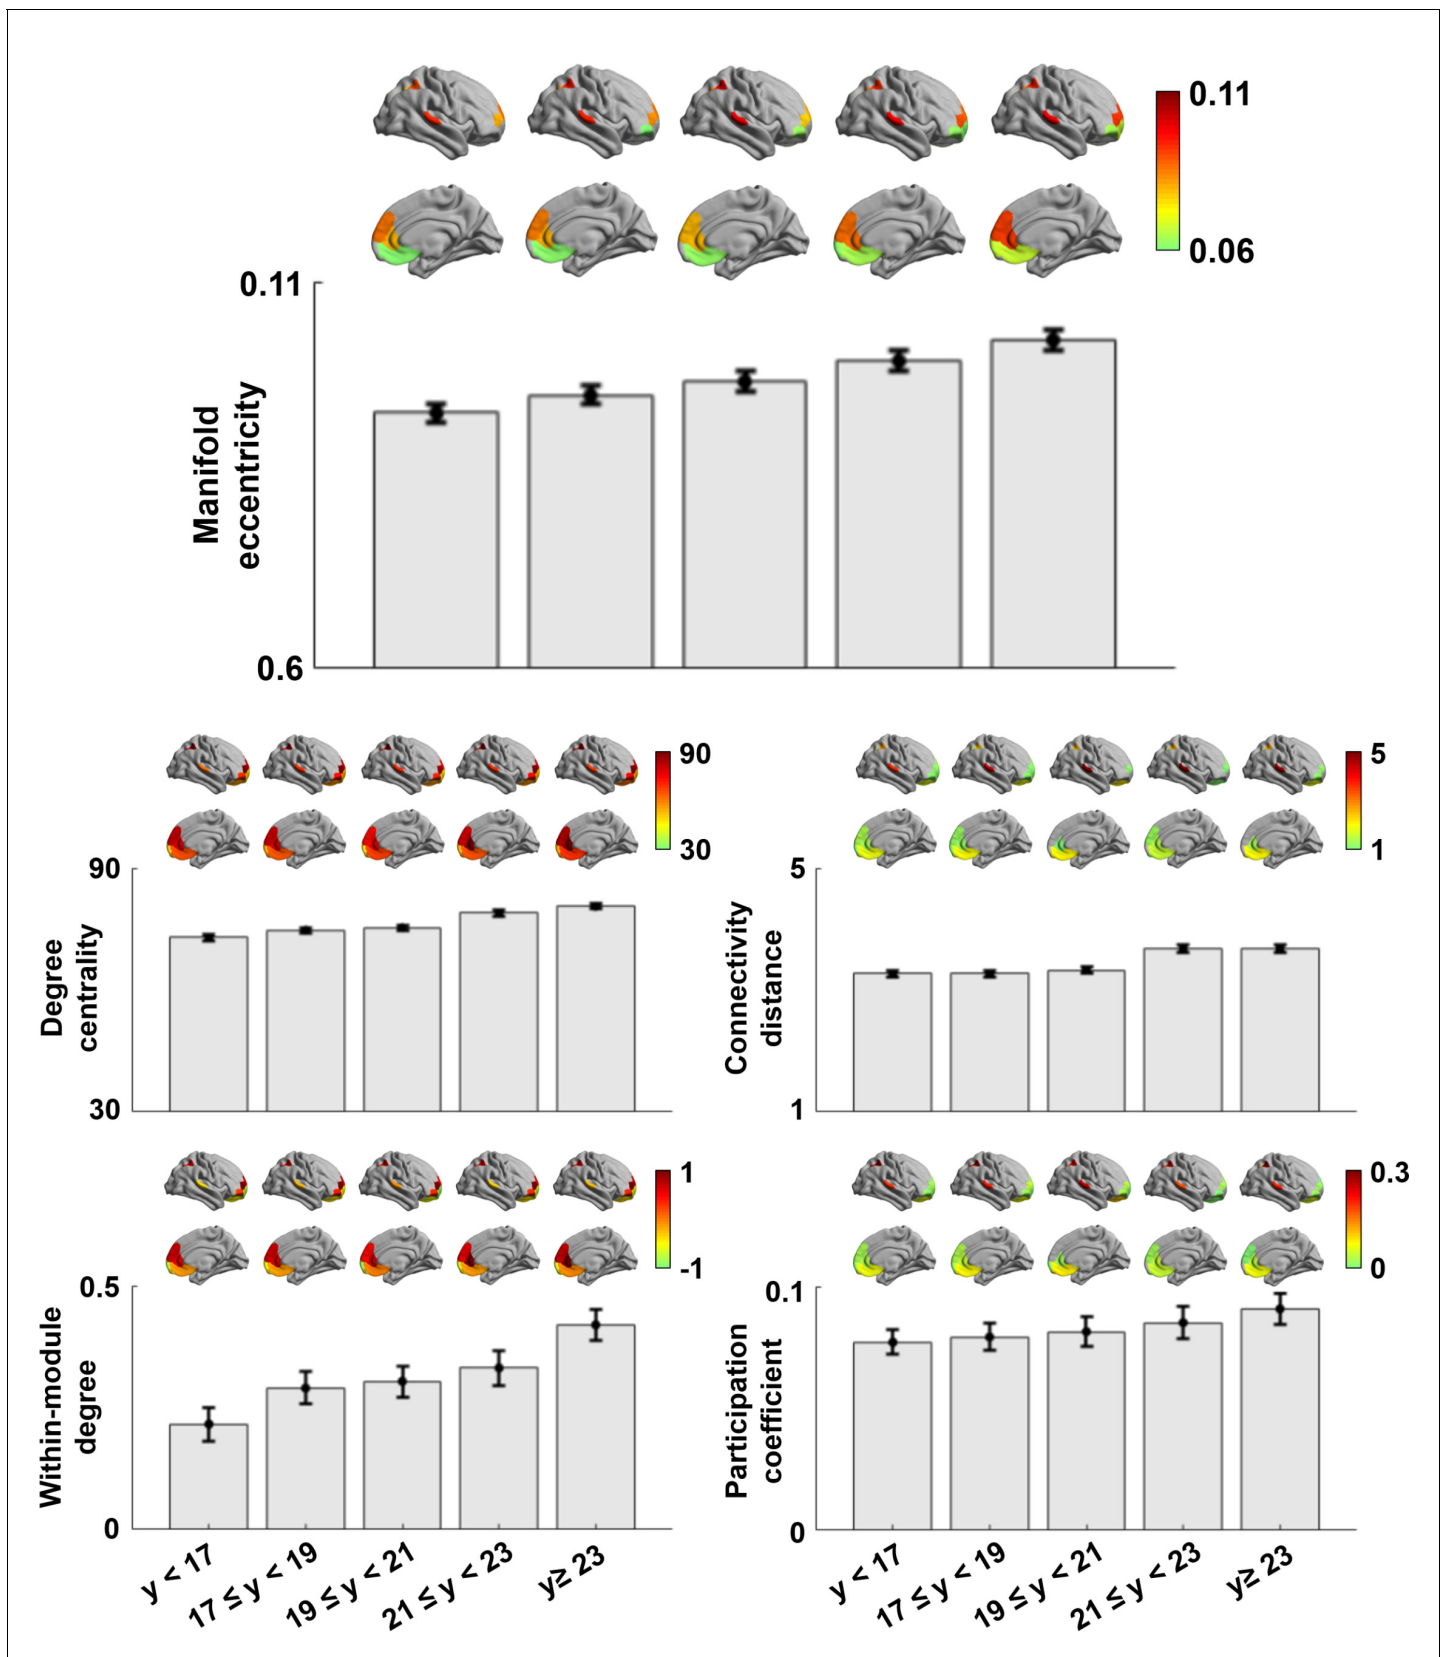 0.11
0.06
0.11
Manifold
eccentricity
0.6
90
30
90
Degree
centrality
30
5
1
5
Connectivity
distance
1
1
-1
0.5
Within-module
degree
0
y < 17
17 ≤ y < 19
19 ≤ y < 21
21 ≤ y < 23
y≥ 23
0.3
0
0.1
Participation
coefficient
0
y < 17
17 ≤ y < 19
19 ≤ y < 21
21 ≤ y < 23
y≥ 23